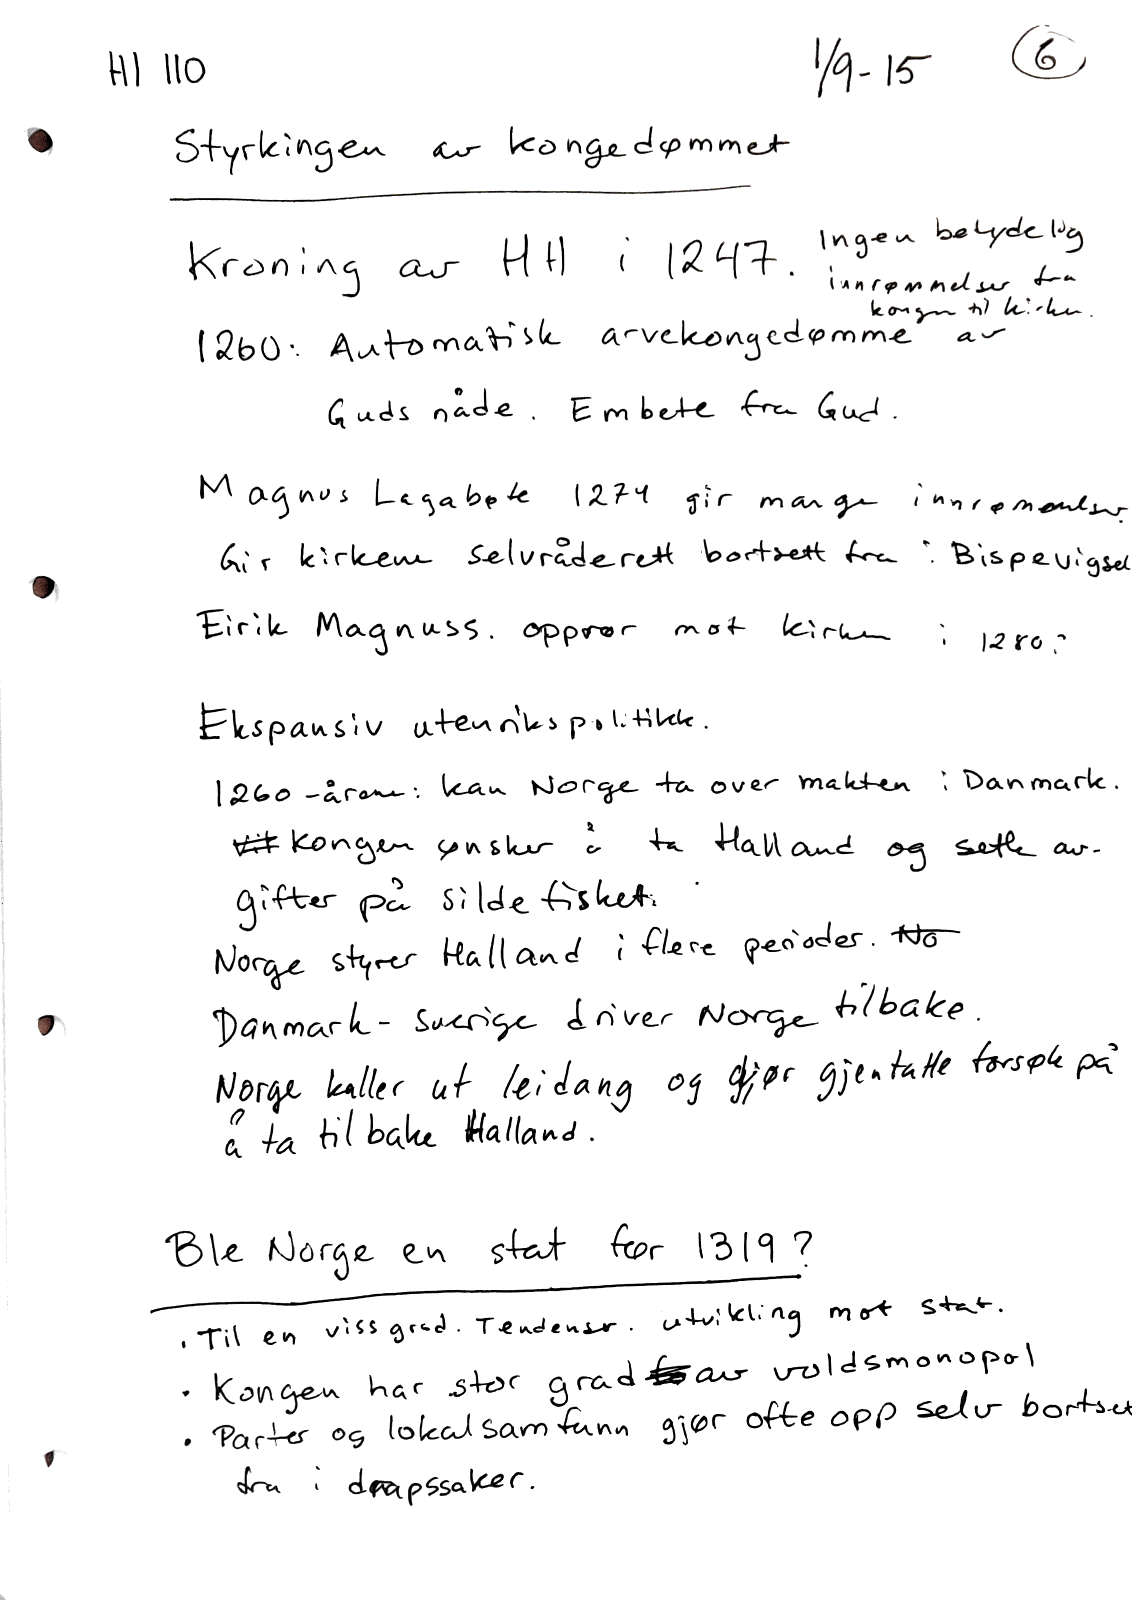 HI 110
1/9-15
6
Styrkingen av kongedømmet
Kroning av HH i 1247.
Ingen betydelig
innrømmelser fra
kongen til kirken.
1260: Automatisk arvekongedømme av
Guds nåde. Embete fra Gud.
Magnus Lagabøte 1274 gir mange innrømmelser.
Gir kirken selvråderett bortsett fra i Bispevigsel
Eirik Magnuss. opprør mot kirken i 1280?
Ekspansiv utenrikspolitikk.
1260-årene: kan Norge ta over makten i Danmark.
Kongen ønsker å ta Halland og sette av-
gifter på sildefisket.
Norge styrer Halland i flere perioder. No
Danmark - Sverige driver Norge tilbake.
Norge kaller ut leidang og gjør gjentatte forsøk på
å ta tilbake Halland.
Ble Norge en stat før 1319?
• Til en viss grad. Tendenser. utvikling mot stat.
• Kongen har stor grad av voldsmonopol
• Parter og lokalsamfunn gjør ofte opp selv bortset
fra i drapssaker.